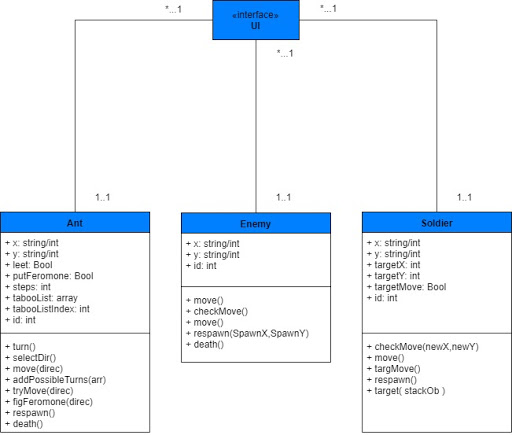 «interface»
UI
*...1
*...1
*...1
1..1
1..1
1..1
Ant
+ x: string/int
+ y: string/int
+ leet: Bool
+ putFeromone: Bool
+ steps: int
+ tabooList: array
+ tabooListIndex: int
+ id: int
+ turn()
+ selectDir()
+ move(direc)
+ addPossibleTurns(arr)
+ tryMove(direc)
+ figFeromone(direc)
+ respawn()
+ death()
Enemy
+ x: string/int
+ y: string/int
+ id: int
+ move()
+ checkMove()
+ move()
+ respawn(SpawnX,SpawnY)
+ death()
Soldier
+ x: string/int
+ y: string/int
+ targetX: int
+ targetY: int
+ targetMove: Bool
+ id: int
+ checkMove(newX,newY)
+ move()
+ targMove()
+ respawn()
+ target( stackOb )